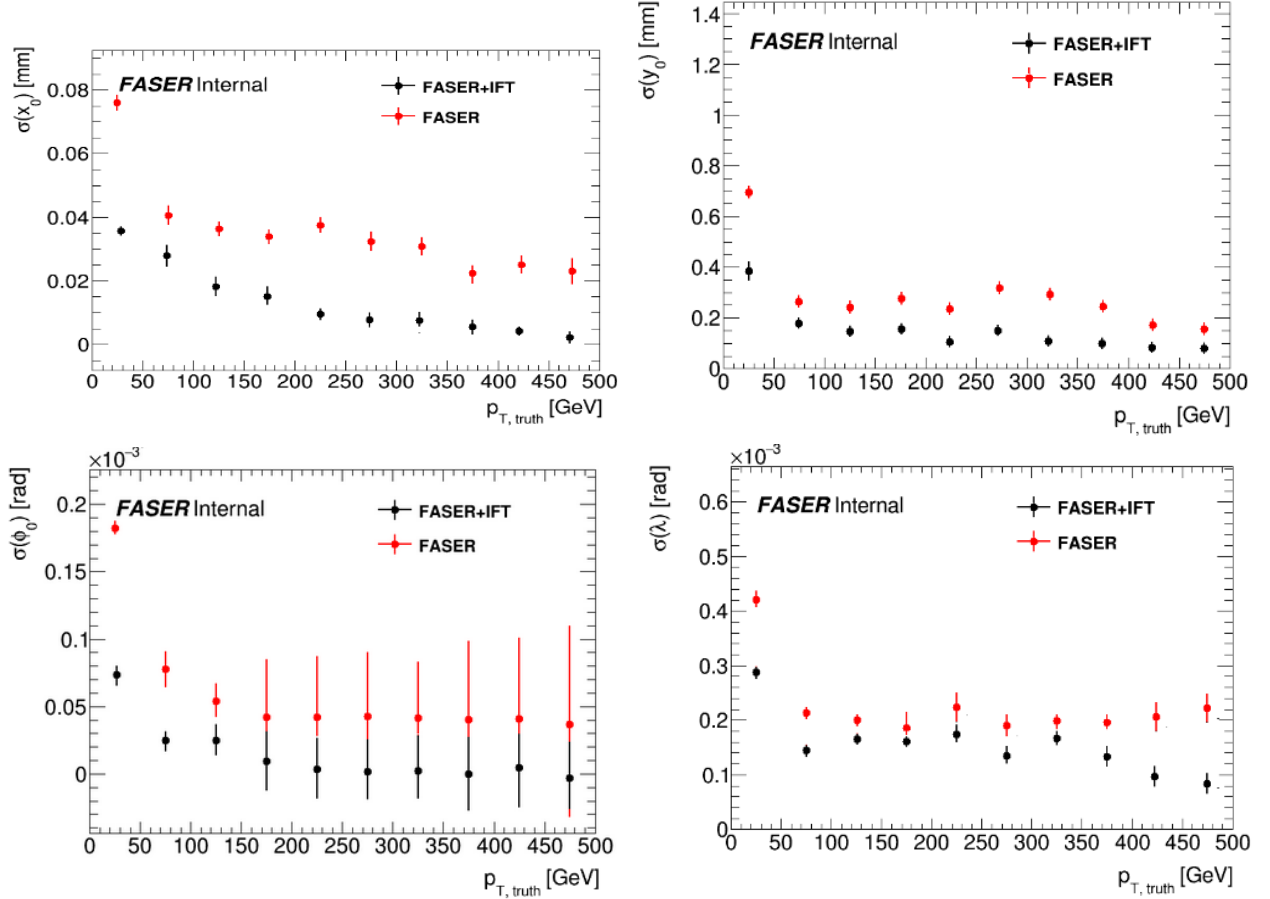 σ(x₀) [mm]
FASER Internal
FASER+IFT
FASER
0.08
0.06
0.04
0.02
0
0 50 100 150 200 250 300 350 400 450 500
p_T, truth [GeV]
σ(y₀) [mm]
FASER Internal
FASER+IFT
FASER
1.4
1.2
1
0.8
0.6
0.4
0.2
0
0 50 100 150 200 250 300 350 400 450 500
p_T, truth [GeV]
×10⁻³
σ(ϕ₀) [rad]
FASER Internal
FASER+IFT
FASER
0.2
0.15
0.1
0.05
0
0 50 100 150 200 250 300 350 400 450 500
p_T, truth [GeV]
×10⁻³
σ(λ) [rad]
FASER Internal
FASER+IFT
FASER
0.6
0.5
0.4
0.3
0.2
0.1
0
0 50 100 150 200 250 300 350 400 450 500
p_T, truth [GeV]